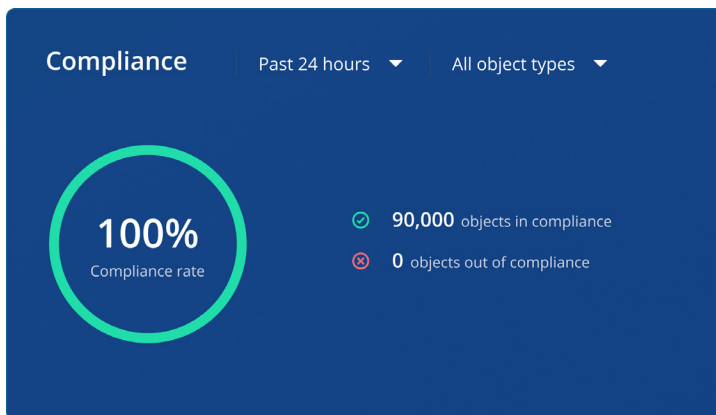 Compliance Past 24 hours All object types
100%
Compliance rate
90,000 objects in compliance
0 objects out of compliance